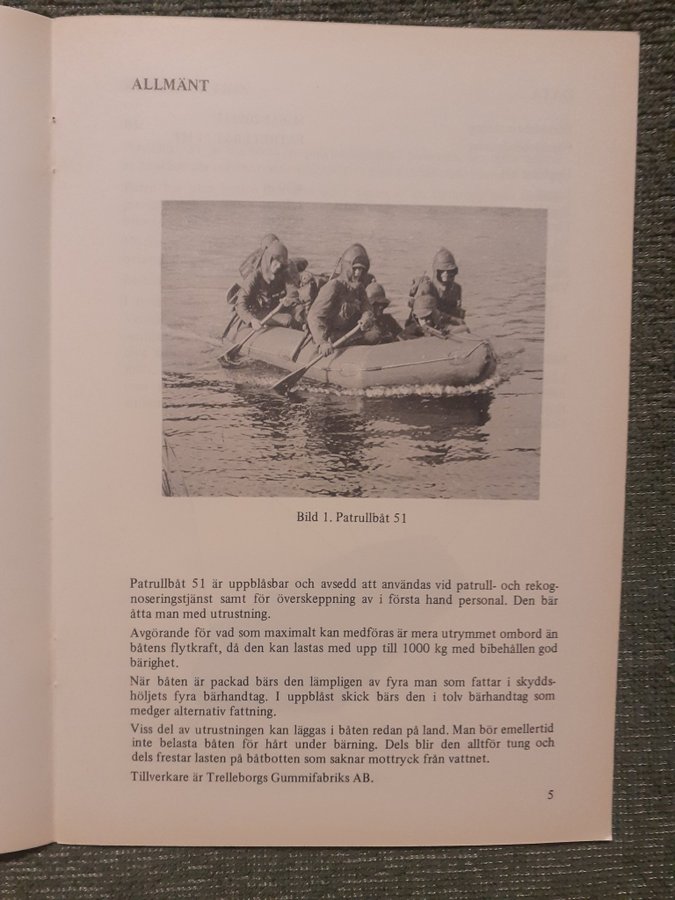 ALLMÄNT
Bild 1. Patrullbåt 51
Patrullbåt 51 är uppblåsbar och avsedd att användas vid patrull- och rekog-
noseringstjänst samt för överskeppning av i första hand personal. Den bär
åtta man med utrustning.
Avgörande för vad som maximalt kan medföras är mera utrymmet ombord än
båtens flytkraft, då den kan lastas med upp till 1000 kg med bibehållen god
bärighet.
När båten är packad bärs den lämpligen av fyra man som fattar i skydds-
höljets fyra bärhandtag. I uppblåst skick bärs den i tolv bärhandtag som
medger alternativ fattning.
Viss del av utrustningen kan läggas i båten redan på land. Man bör emellertid
inte belasta båten för hårt under bärning. Dels blir den alltför tung och
dels frestar lasten på båtbotten som saknar mottryck från vattnet.
Tillverkare är Trelleborgs Gummifabriks AB.
5